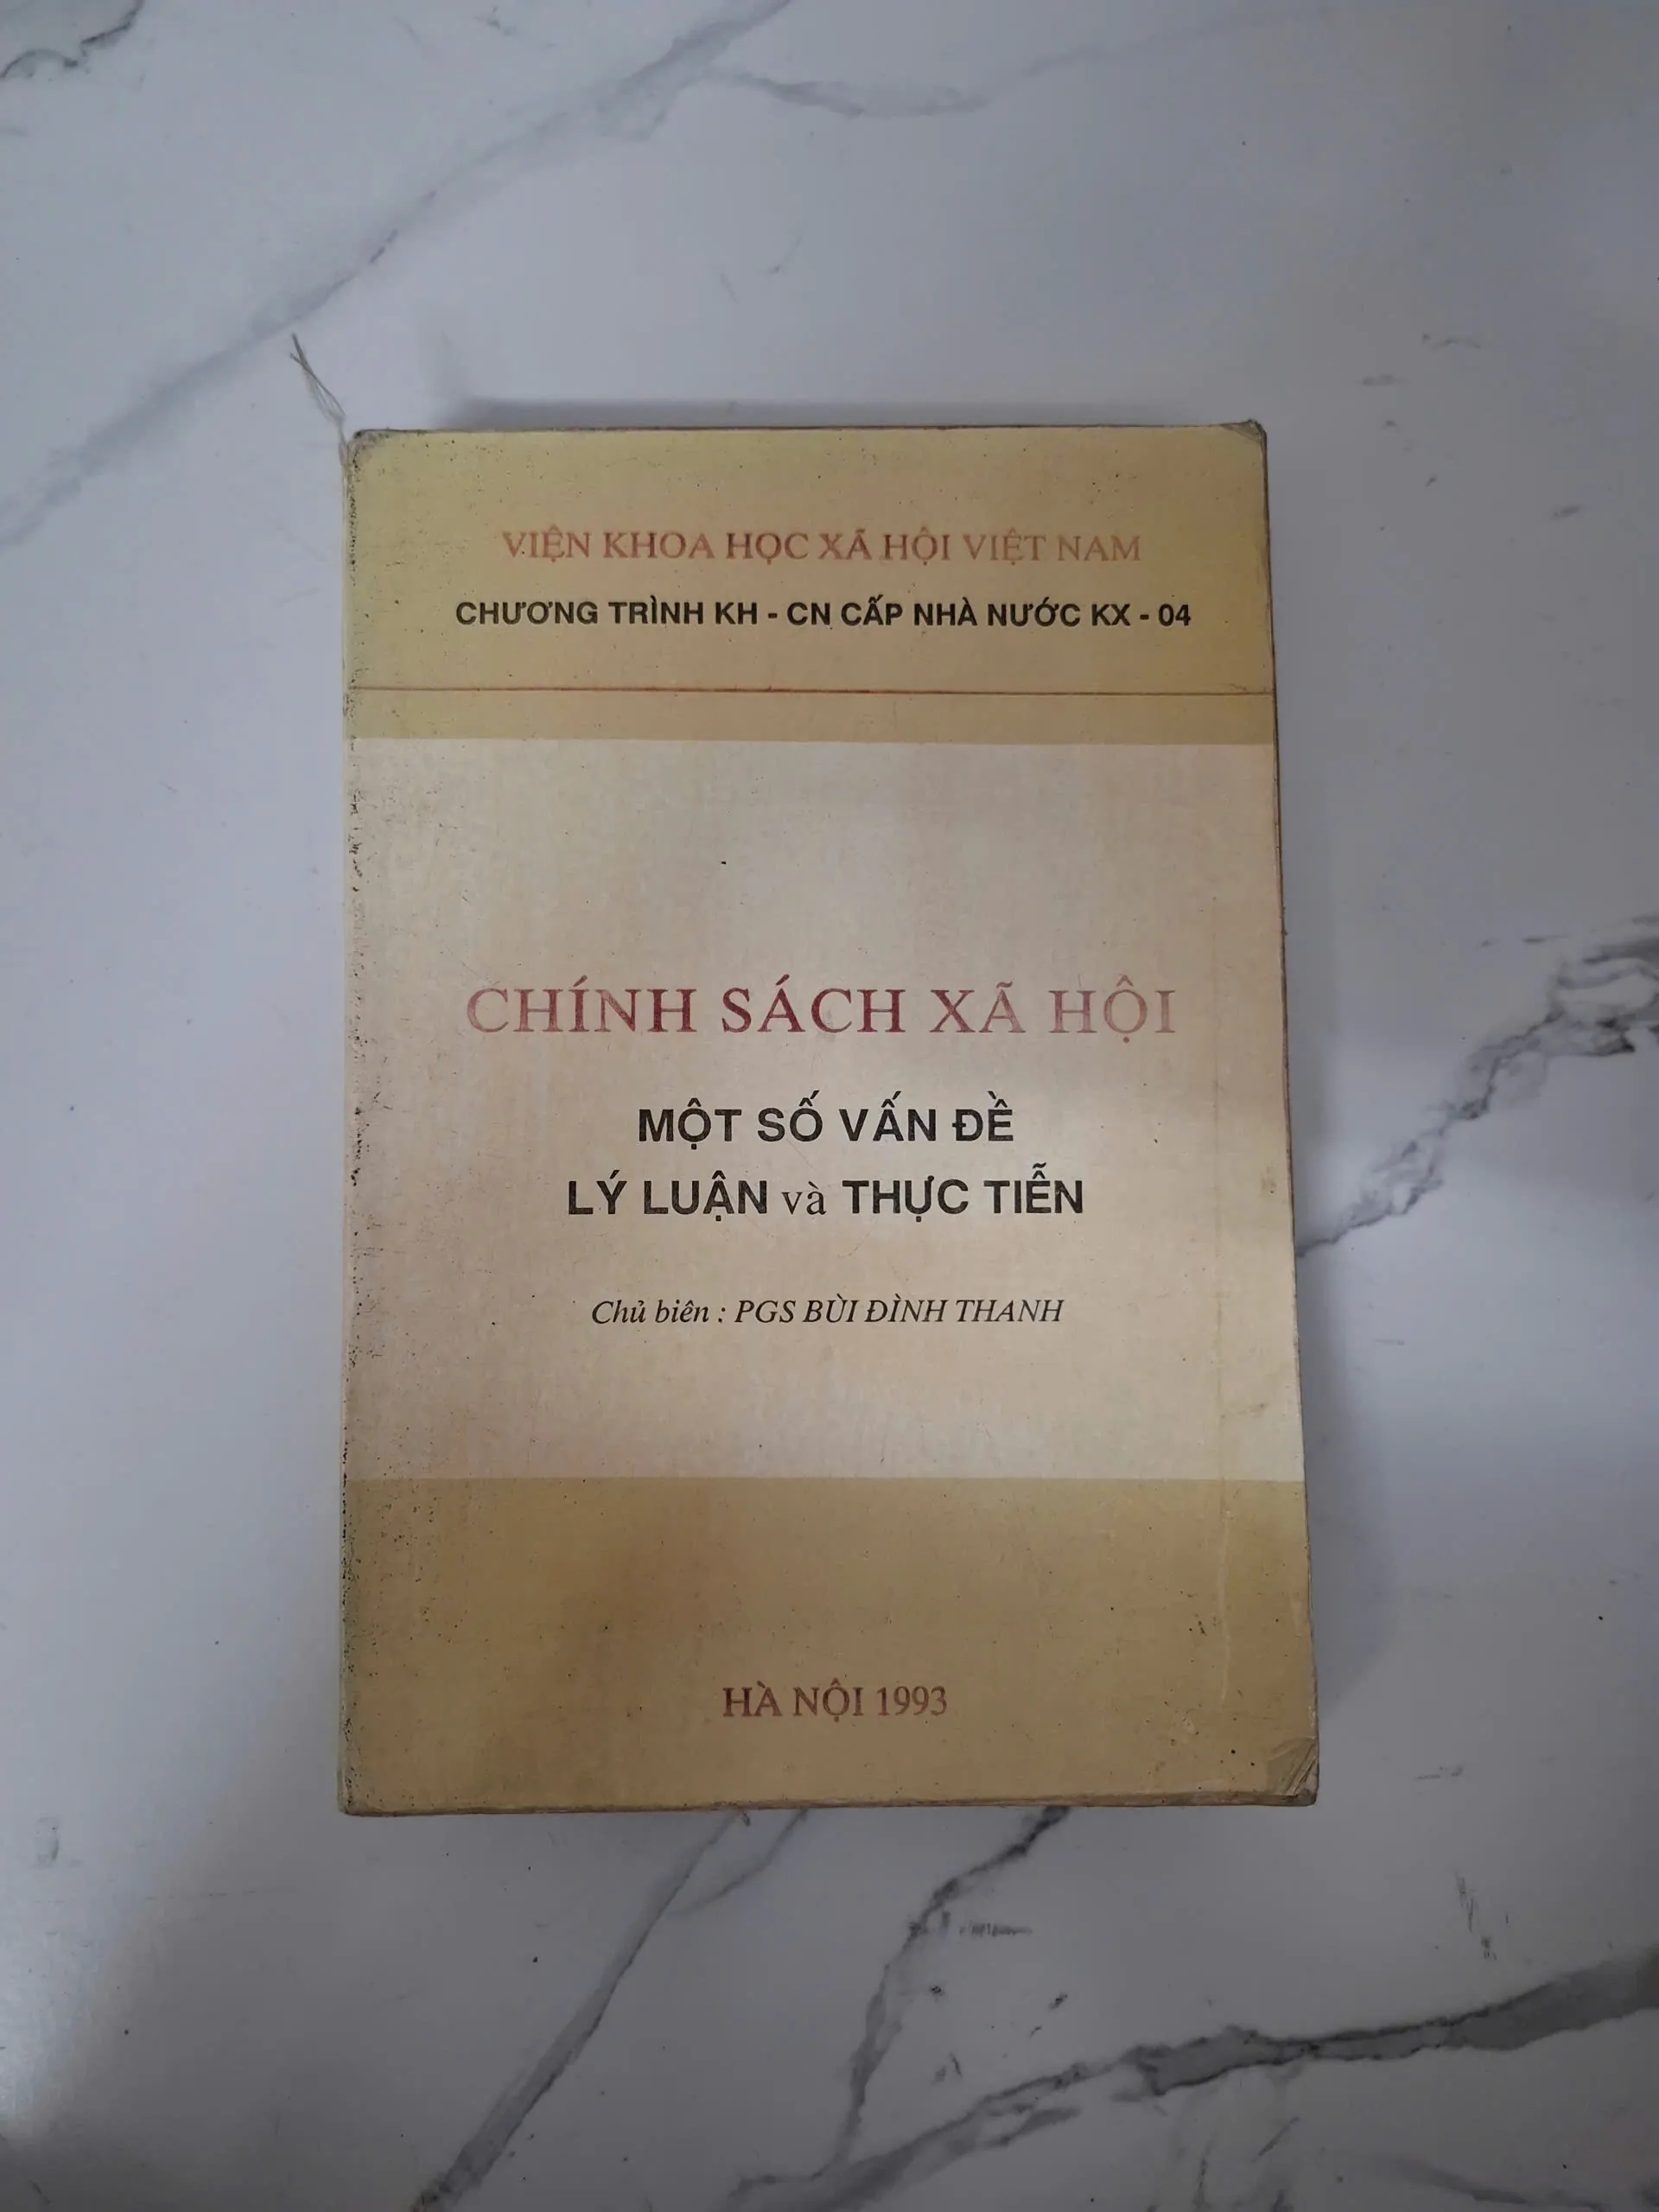 VIỆN KHOA HỌC XÃ HỘI VIỆT NAM
CHƯƠNG TRÌNH KH - CN CẤP NHÀ NƯỚC KX - 04
CHÍNH SÁCH XÃ HỘI
MỘT SỐ VẤN ĐỀ
LÝ LUẬN và THỰC TIỄN
Chủ biên : PGS BÙI ĐÌNH THANH
HÀ NỘI 1993